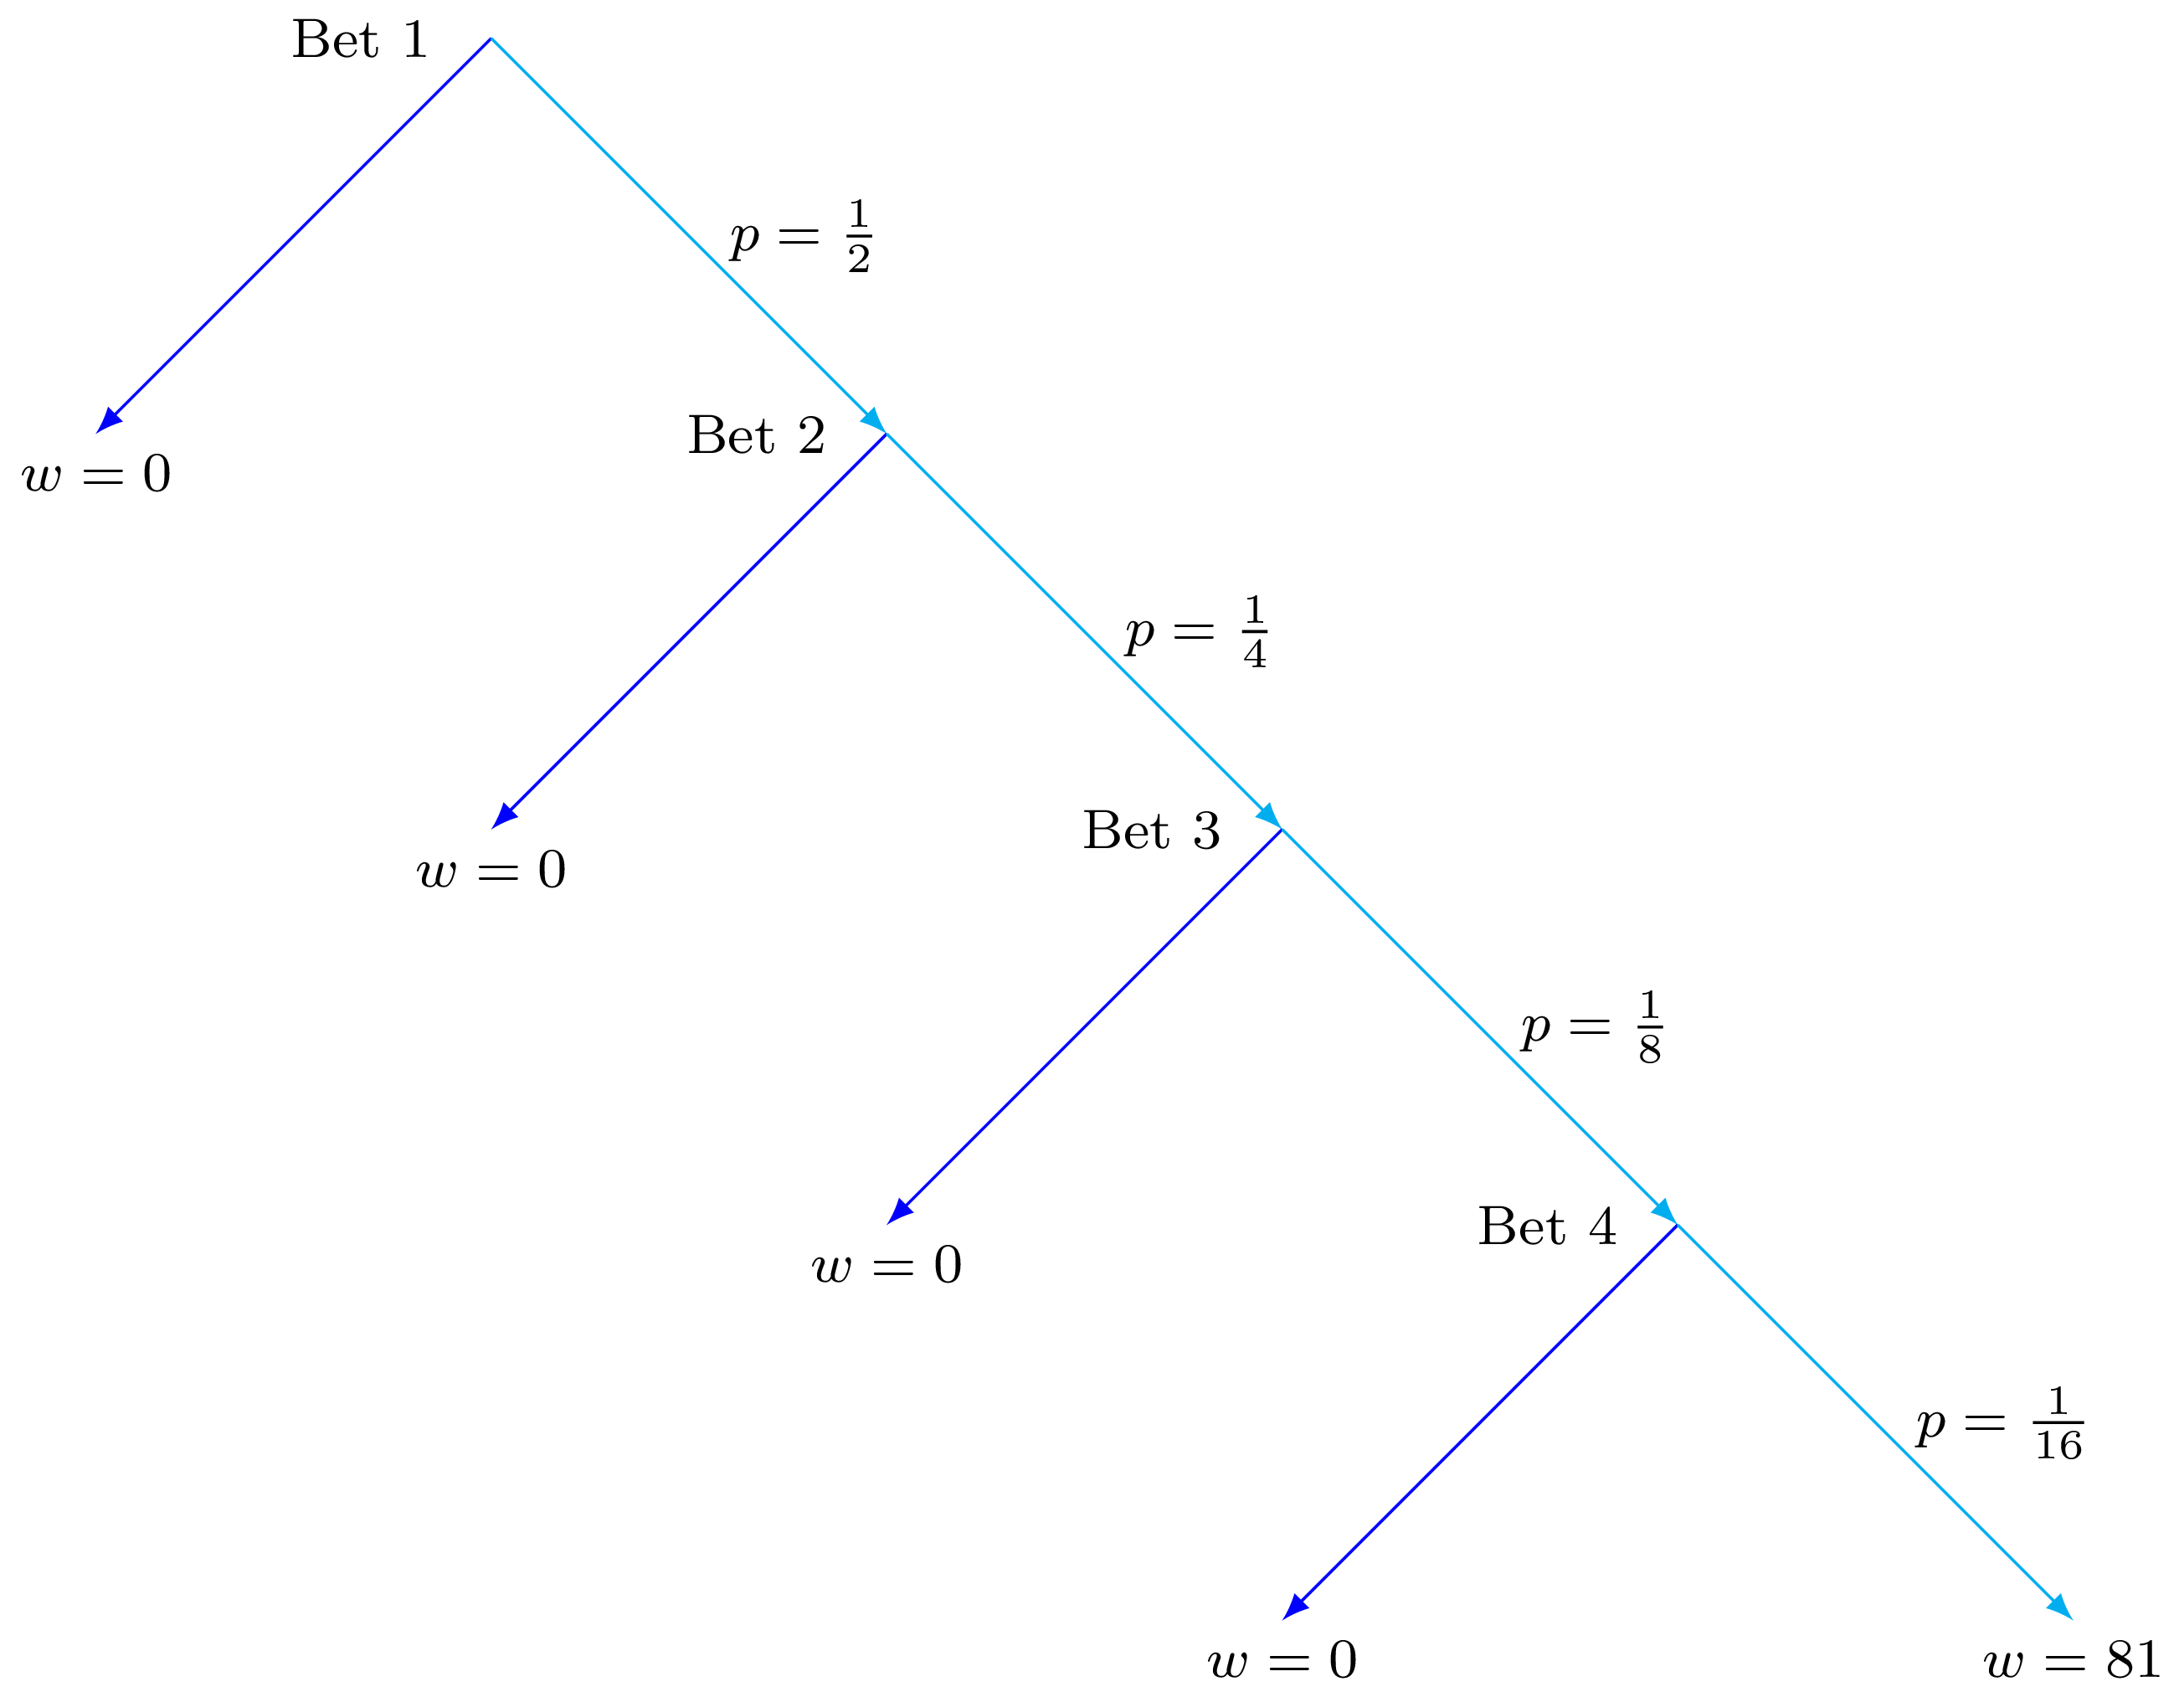 Bet 1
p = 1/2
Bet 2
w = 0
p = 1/4
Bet 3
w = 0
p = 1/8
Bet 4
w = 0
p = 1/16
w = 0
w = 81